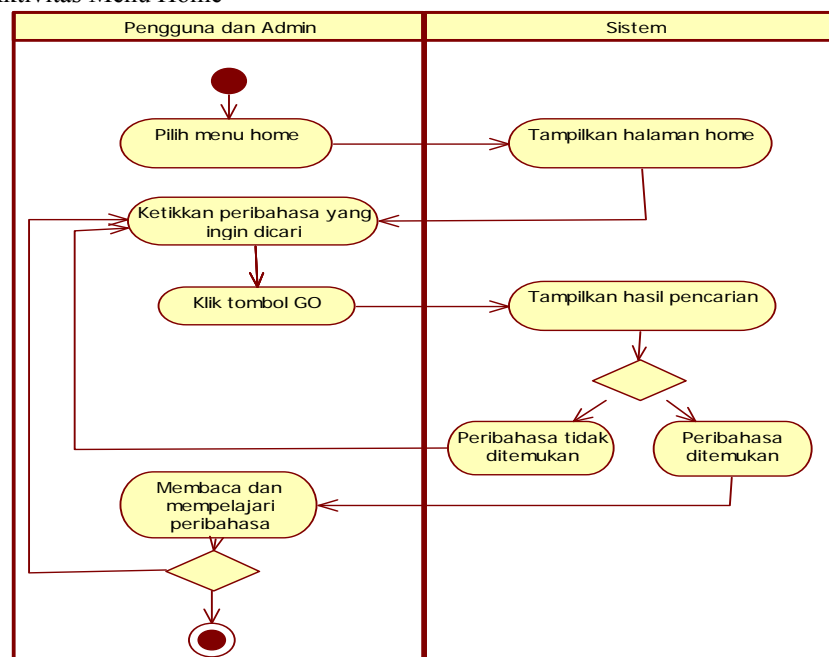 Aktivitas Menu Home
Pengguna dan Admin
Sistem
Pilih menu home
Tampilkan halaman home
Ketikkan peribahasa yang
ingin dicari
Klik tombol GO
Tampilkan hasil pencarian
Peribahasa tidak
ditemukan
Peribahasa
ditemukan
Membaca dan
mempelajari
peribahasa